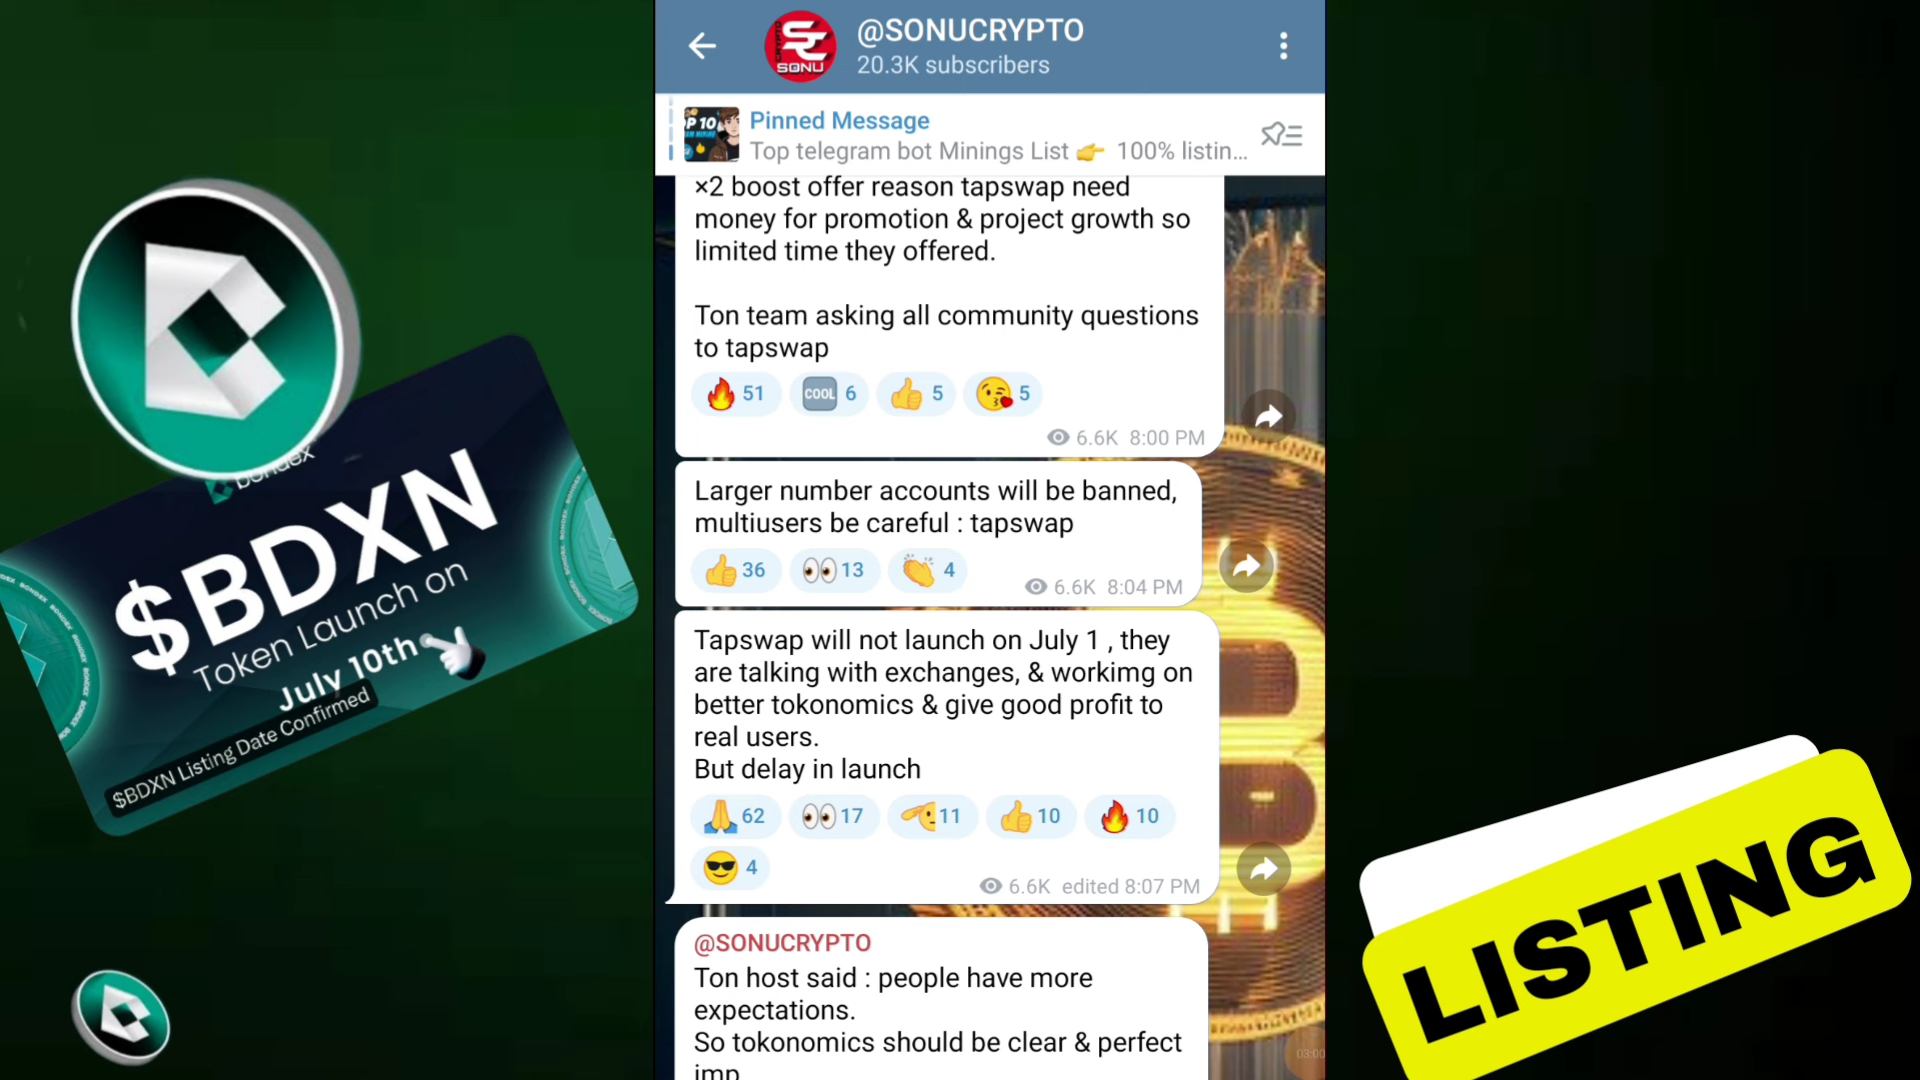 @SONUCRYPTO
20.3K subscribers
CRYPTO
SONU
P 10
Pinned Message
Top telegram bot Minings List 👉 100% listin...
×2 boost offer reason tapswap need
money for promotion & project growth so
limited time they offered.
Ton team asking all community questions
to tapswap
🔥 51 COOL 6 👍 5 😘 5
6.6K 8:00 PM
Larger number accounts will be banned,
multiusers be careful : tapswap
👍 36 👀 13 👏 4
6.6K 8:04 PM
Tapswap will not launch on July 1 , they
are talking with exchanges, & workimg on
better tokonomics & give good profit to
real users.
But delay in launch
🙏 62 👀 17 🫡 11 👍 10 🔥 10
😎 4
6.6K edited 8:07 PM
@SONUCRYPTO
Ton host said : people have more
expectations.
So tokonomics should be clear & perfect
imp
03:00
bondex
$BDXN
Token Launch on
July 10th
$BDXN Listing Date Confirmed
LISTING